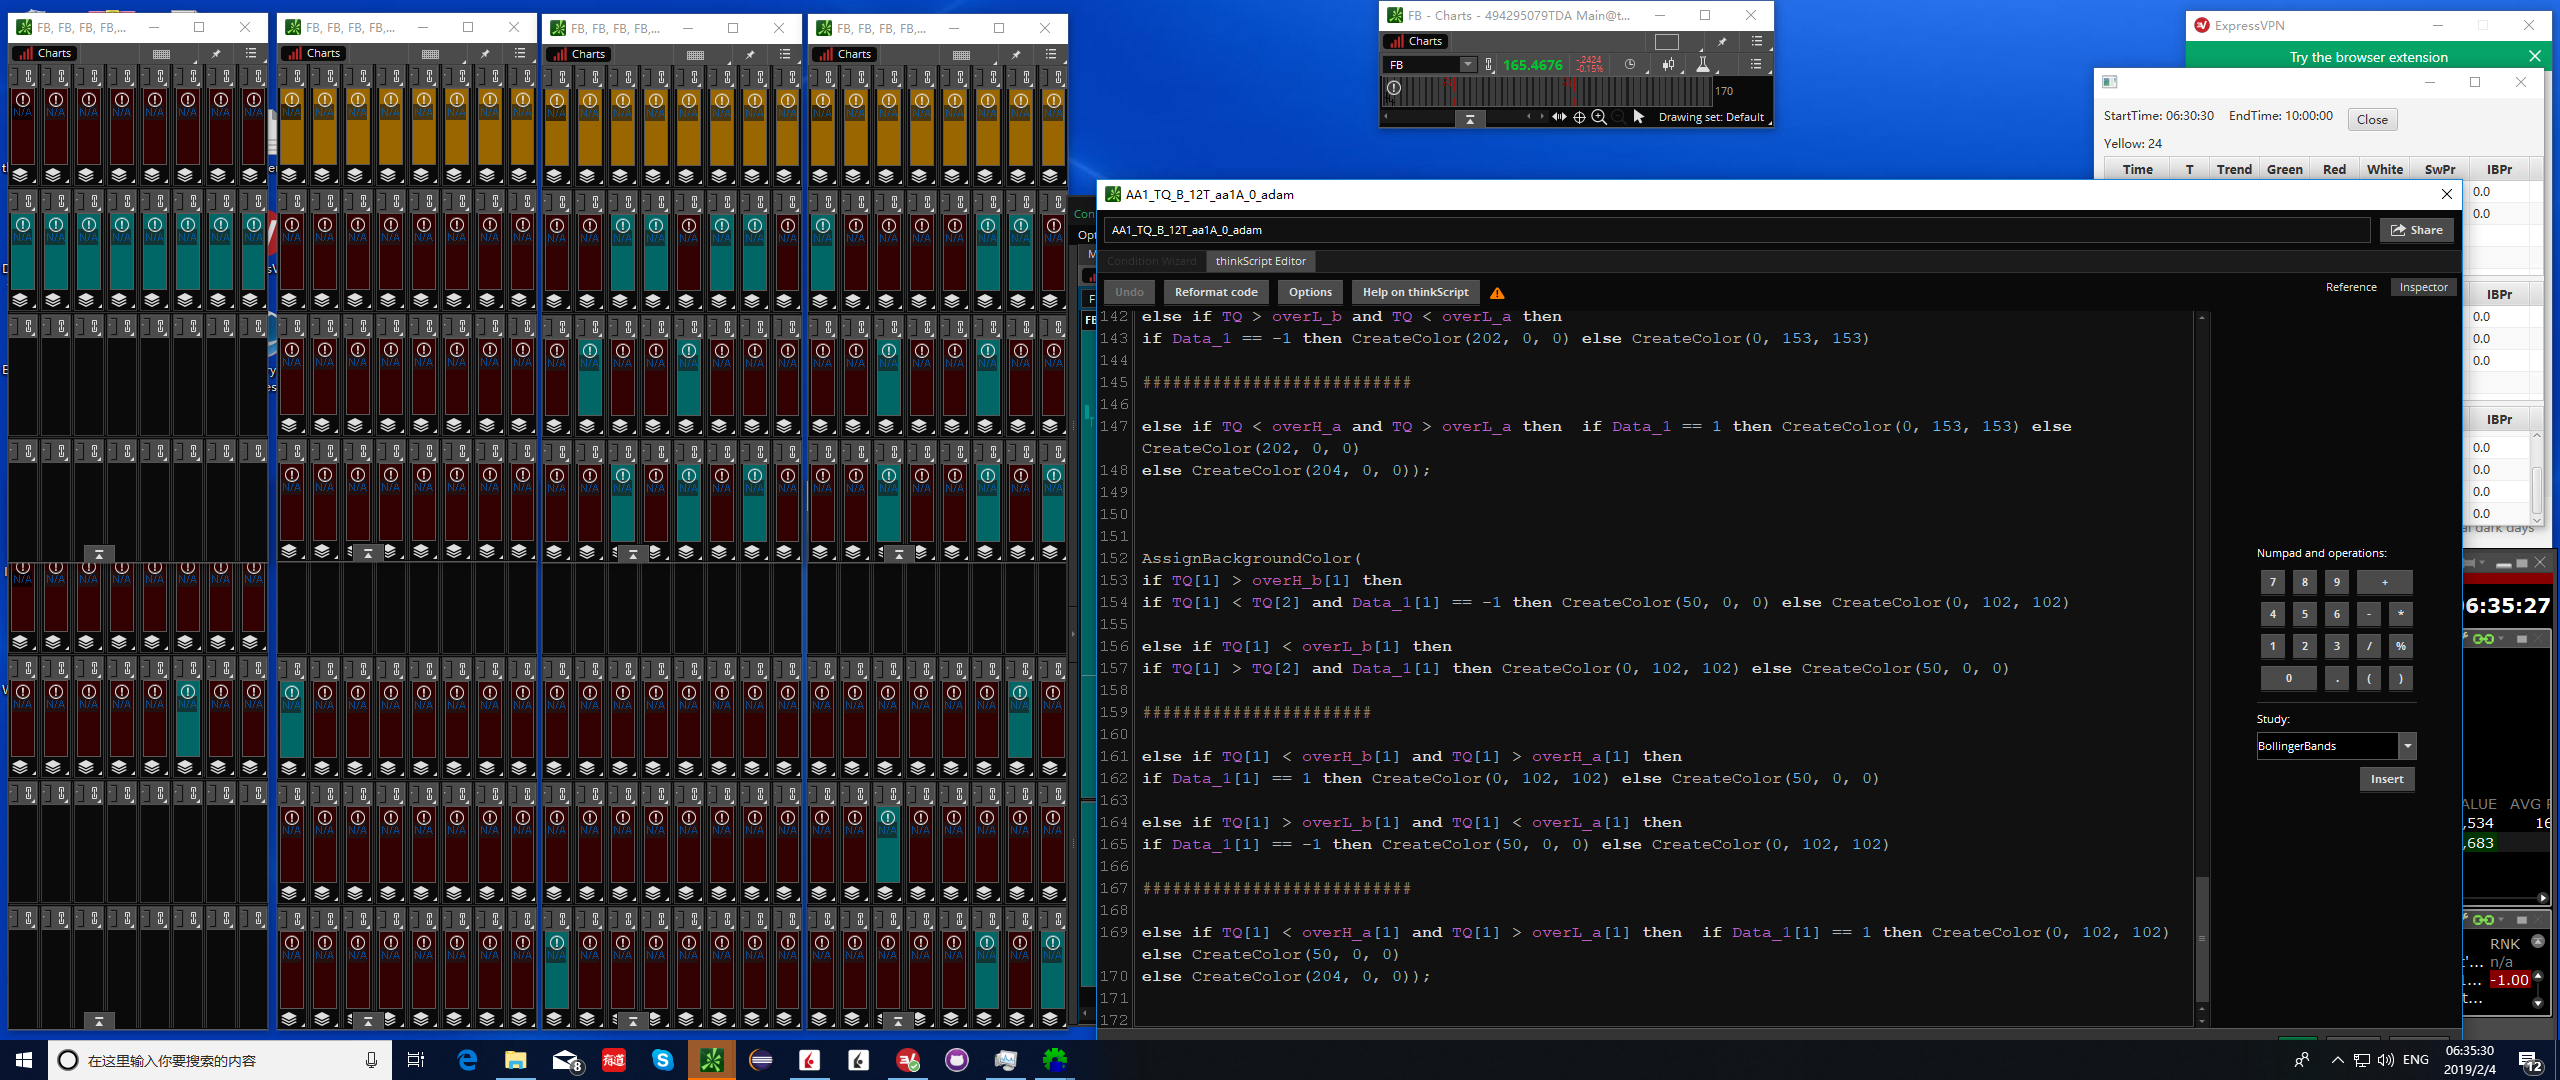 FB, FB, FB, FB,...
Charts
FB, FB, FB, FB,...
Charts
FB, FB, FB, FB,...
Charts
FB, FB, FB, FB,...
Charts
FB - Charts - 494295079TDA Main@t...
Charts
FB
165.4676
-.2424
-0.15%
170
Drawing set: Default
ExpressVPN
Try the browser extension
StartTime: 06:30:30 EndTime: 10:00:00 Close
Yellow: 24
Time T Trend Green Red White SwPr IBPr
0.0
0.0
IBPr
0.0
0.0
0.0
IBPr
0.0
0.0
0.0
0.0
AA1_TQ_B_12T_aa1A_0_adam
AA1_TQ_B_12T_aa1A_0_adam
Share
Condition Wizard thinkScript Editor
Undo Reformat code Options Help on thinkScript
Reference Inspector
142 else if TQ > overL_b and TQ < overL_a then
143 if Data_1 == -1 then CreateColor(202, 0, 0) else CreateColor(0, 153, 153)
144
145 ###########################
146
147 else if TQ < overH_a and TQ > overL_a then  if Data_1 == 1 then CreateColor(0, 153, 153) else
CreateColor(202, 0, 0)
148 else CreateColor(204, 0, 0));
149
150
151
152 AssignBackgroundColor(
153 if TQ[1] > overH_b[1] then
154 if TQ[1] < TQ[2] and Data_1[1] == -1 then CreateColor(50, 0, 0) else CreateColor(0, 102, 102)
155
156 else if TQ[1] < overL_b[1] then
157 if TQ[1] > TQ[2] and Data_1[1] then CreateColor(0, 102, 102) else CreateColor(50, 0, 0)
158
159 #######################
160
161 else if TQ[1] < overH_b[1] and TQ[1] > overH_a[1] then
162 if Data_1[1] == 1 then CreateColor(0, 102, 102) else CreateColor(50, 0, 0)
163
164 else if TQ[1] > overL_b[1] and TQ[1] < overL_a[1] then
165 if Data_1[1] == -1 then CreateColor(50, 0, 0) else CreateColor(0, 102, 102)
166
167 ###########################
168
169 else if TQ[1] < overH_a[1] and TQ[1] > overL_a[1] then  if Data_1[1] == 1 then CreateColor(0, 102, 102)
else CreateColor(50, 0, 0)
170 else CreateColor(204, 0, 0));
171
172
Numpad and operations:
7 8 9 +
4 5 6 - *
1 2 3 / %
0 . ( )
Study:
BollingerBands
Insert
al dark days
06:35:27
ALUE AVG
,534 16
,683
RNK
n/a
-1.00
在这里输入你要搜索的内容
8
有道
ENG
06:35:30
2019/2/4
12